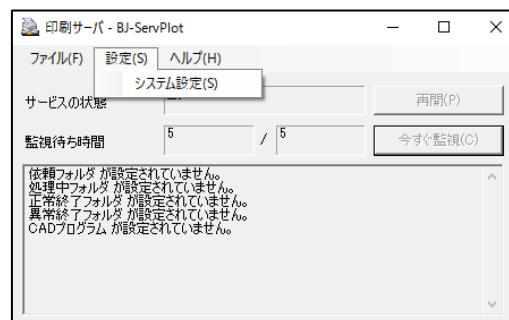 印刷サーバ - BJ-ServPlot
ファイル(F) 設定(S) ヘルプ(H)
システム設定(S)
サービスの状態
再開(P)
監視待ち時間 5 / 5 今すぐ監視(C)
依頼フォルダ が設定されていません。
処理中フォルダ が設定されていません。
正常終了フォルダ が設定されていません。
異常終了フォルダ が設定されていません。
CADプログラム が設定されていません。